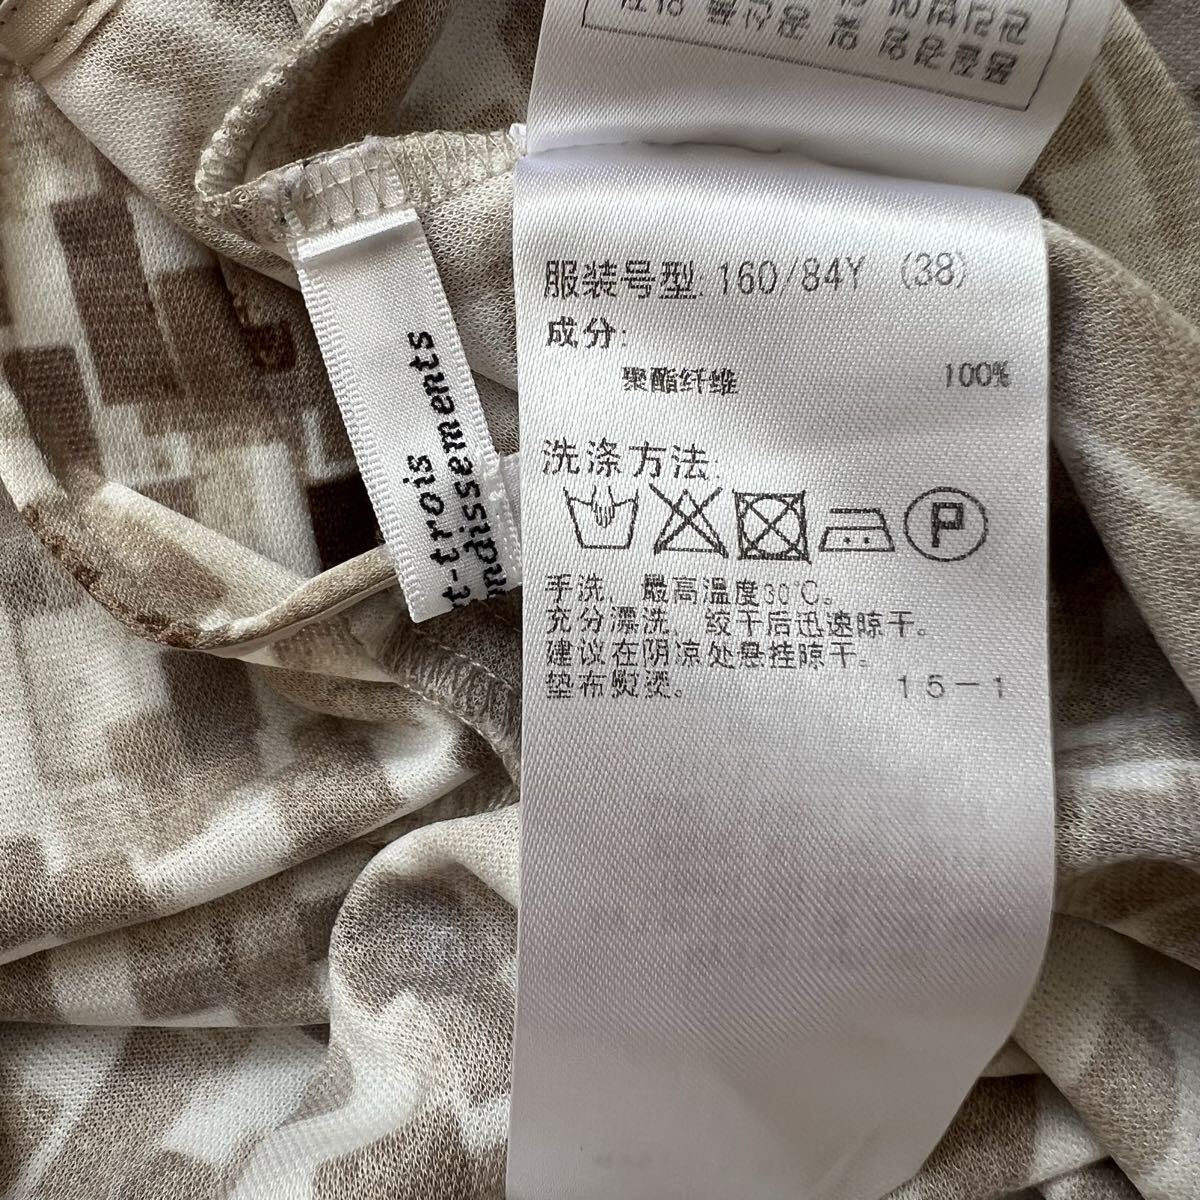 服装号型:160/84Y (38)
成分:
聚酯纤维 100%
洗涤方法:
P
手洗，最高温度30℃。
充分漂洗，绞干后迅速晾干。
建议在阴凉处悬挂晾干。
垫布熨烫。 15-1
t-trois
ndissements